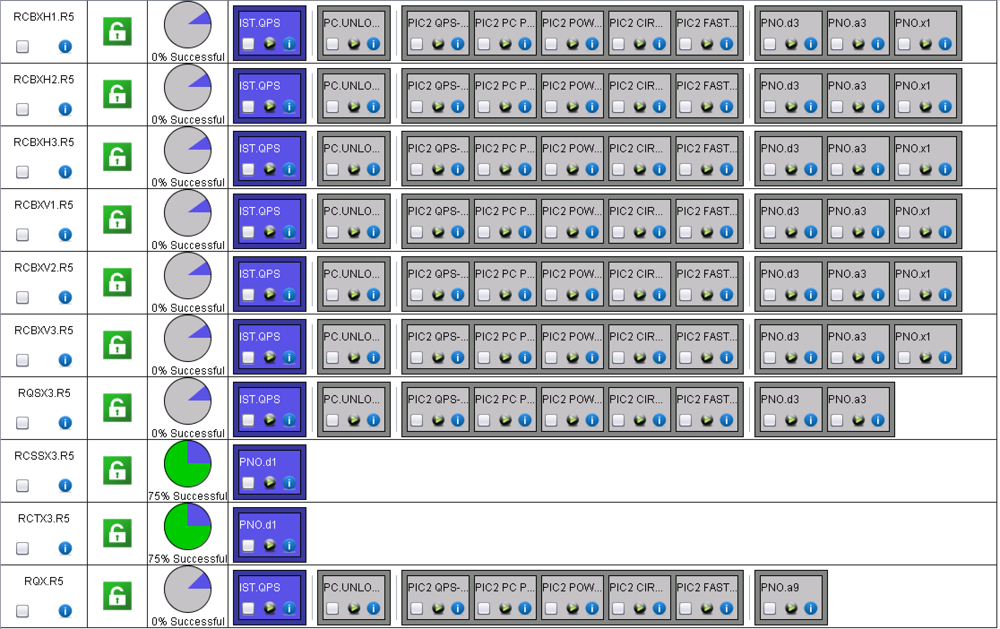 RCBXH1.R5
0% Successful
IST.QPS PC.UNLO... PIC2 QPS-... PIC2 PC P... PIC2 POW... PIC2 CIR... PIC2 FAST... PNO.d3 PNO.a3 PNO.x1
RCBXH2.R5
0% Successful
IST.QPS PC.UNLO... PIC2 QPS-... PIC2 PC P... PIC2 POW... PIC2 CIR... PIC2 FAST... PNO.d3 PNO.a3 PNO.x1
RCBXH3.R5
0% Successful
IST.QPS PC.UNLO... PIC2 QPS-... PIC2 PC P... PIC2 POW... PIC2 CIR... PIC2 FAST... PNO.d3 PNO.a3 PNO.x1
RCBXV1.R5
0% Successful
IST.QPS PC.UNLO... PIC2 QPS-... PIC2 PC P... PIC2 POW... PIC2 CIR... PIC2 FAST... PNO.d3 PNO.a3 PNO.x1
RCBXV2.R5
0% Successful
IST.QPS PC.UNLO... PIC2 QPS-... PIC2 PC P... PIC2 POW... PIC2 CIR... PIC2 FAST... PNO.d3 PNO.a3 PNO.x1
RCBXV3.R5
0% Successful
IST.QPS PC.UNLO... PIC2 QPS-... PIC2 PC P... PIC2 POW... PIC2 CIR... PIC2 FAST... PNO.d3 PNO.a3 PNO.x1
RQSX3.R5
0% Successful
IST.QPS PC.UNLO... PIC2 QPS-... PIC2 PC P... PIC2 POW... PIC2 CIR... PIC2 FAST... PNO.d3 PNO.a3
RCSSX3.R5
75% Successful
PNO.d1
RCTX3.R5
75% Successful
PNO.d1
RQX.R5
0% Successful
IST.QPS PC.UNLO... PIC2 QPS-... PIC2 PC P... PIC2 POW... PIC2 CIR... PIC2 FAST... PNO.a9